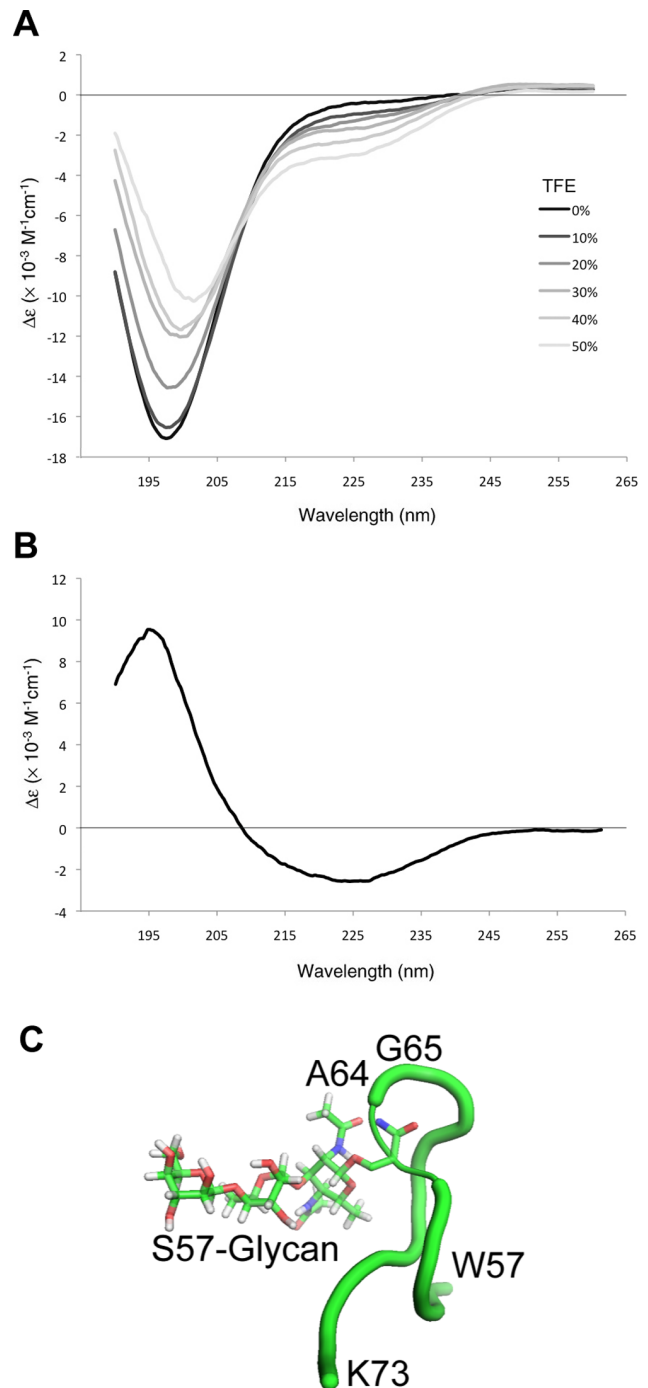 A
2
0
-2
-4
-6
-8
-10
-12
-14
-16
-18
Δε (× 10⁻³ M⁻¹cm⁻¹)
TFE
0%
10%
20%
30%
40%
50%
195 205 215 225 235 245 255 265
Wavelength (nm)
B
12
10
8
6
4
2
0
-2
-4
Δε (× 10⁻³ M⁻¹cm⁻¹)
195 205 215 225 235 245 255 265
Wavelength (nm)
C
G65
A64
S57-Glycan
W57
K73